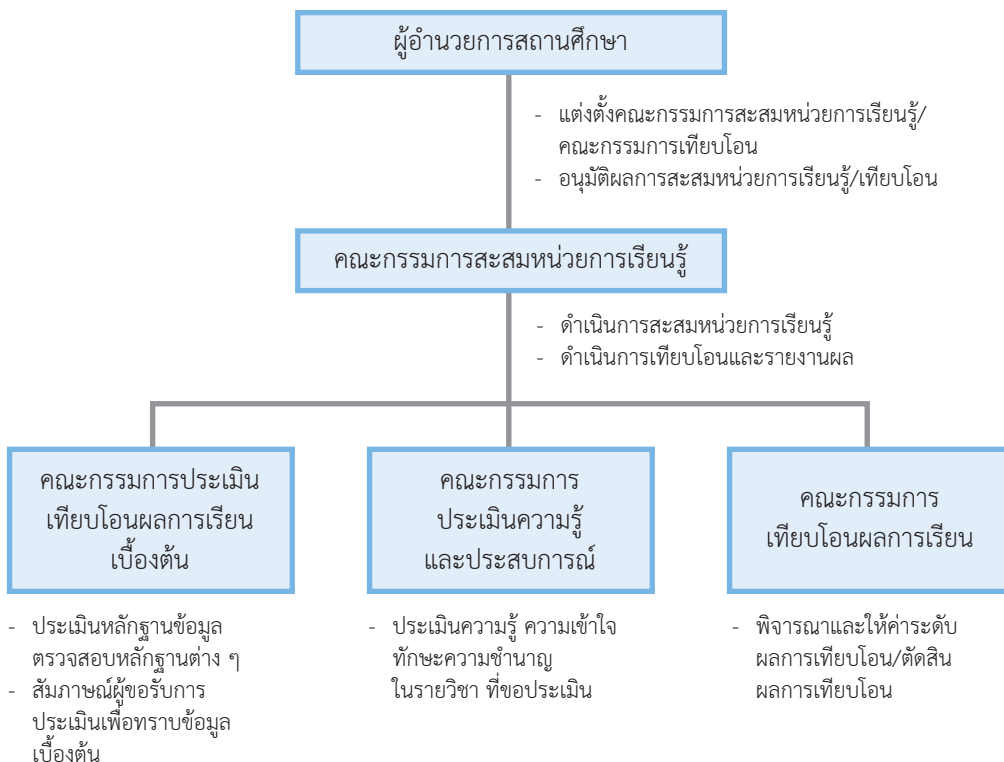 ผู้อำนวยการสถานศึกษา
- แต่งตั้งคณะกรรมการสะสมหน่วยการเรียนรู้/
คณะกรรมการเทียบโอน
- อนุมัติผลการสะสมหน่วยการเรียนรู้/เทียบโอน
คณะกรรมการสะสมหน่วยการเรียนรู้
- ดำเนินการสะสมหน่วยการเรียนรู้
- ดำเนินการเทียบโอนและรายงานผล
คณะกรรมการประเมิน
เทียบโอนผลการเรียน
เบื้องต้น
- ประเมินหลักฐานข้อมูล
ตรวจสอบหลักฐานต่าง ๆ
- สัมภาษณ์ผู้ขอรับการ
ประเมินเพื่อทราบข้อมูล
เบื้องต้น
คณะกรรมการ
ประเมินความรู้
และประสบการณ์
- ประเมินความรู้ ความเข้าใจ
ทักษะความชำนาญ
ในรายวิชา ที่ขอประเมิน
คณะกรรมการ
เทียบโอนผลการเรียน
- พิจารณาและให้ค่าระดับ
ผลการเทียบโอน/ตัดสิน
ผลการเทียบโอน